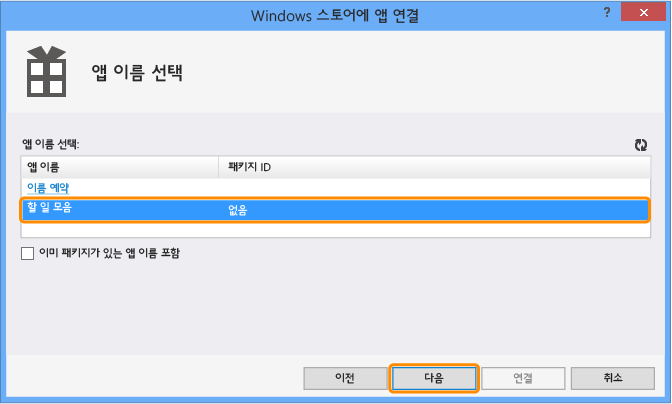 Windows 스토어에 앱 연결
?
앱 이름 선택
앱 이름 선택:
앱 이름 패키지 ID
이름 예약
할 일 모음 없음
이미 패키지가 있는 앱 이름 포함
이전 다음 연결 취소